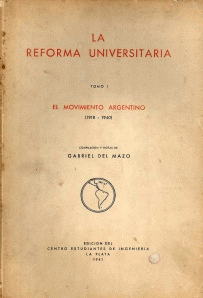 LA
REFORMA UNIVERSITARIA
TOMO I
EL MOVIMIENTO ARGENTINO
(1918 - 1940)
COMPILACION Y NOTAS DE
GABRIEL DEL MAZO
EDICION DEL
CENTRO ESTUDIANTES DE INGENIERIA
LA PLATA
1941